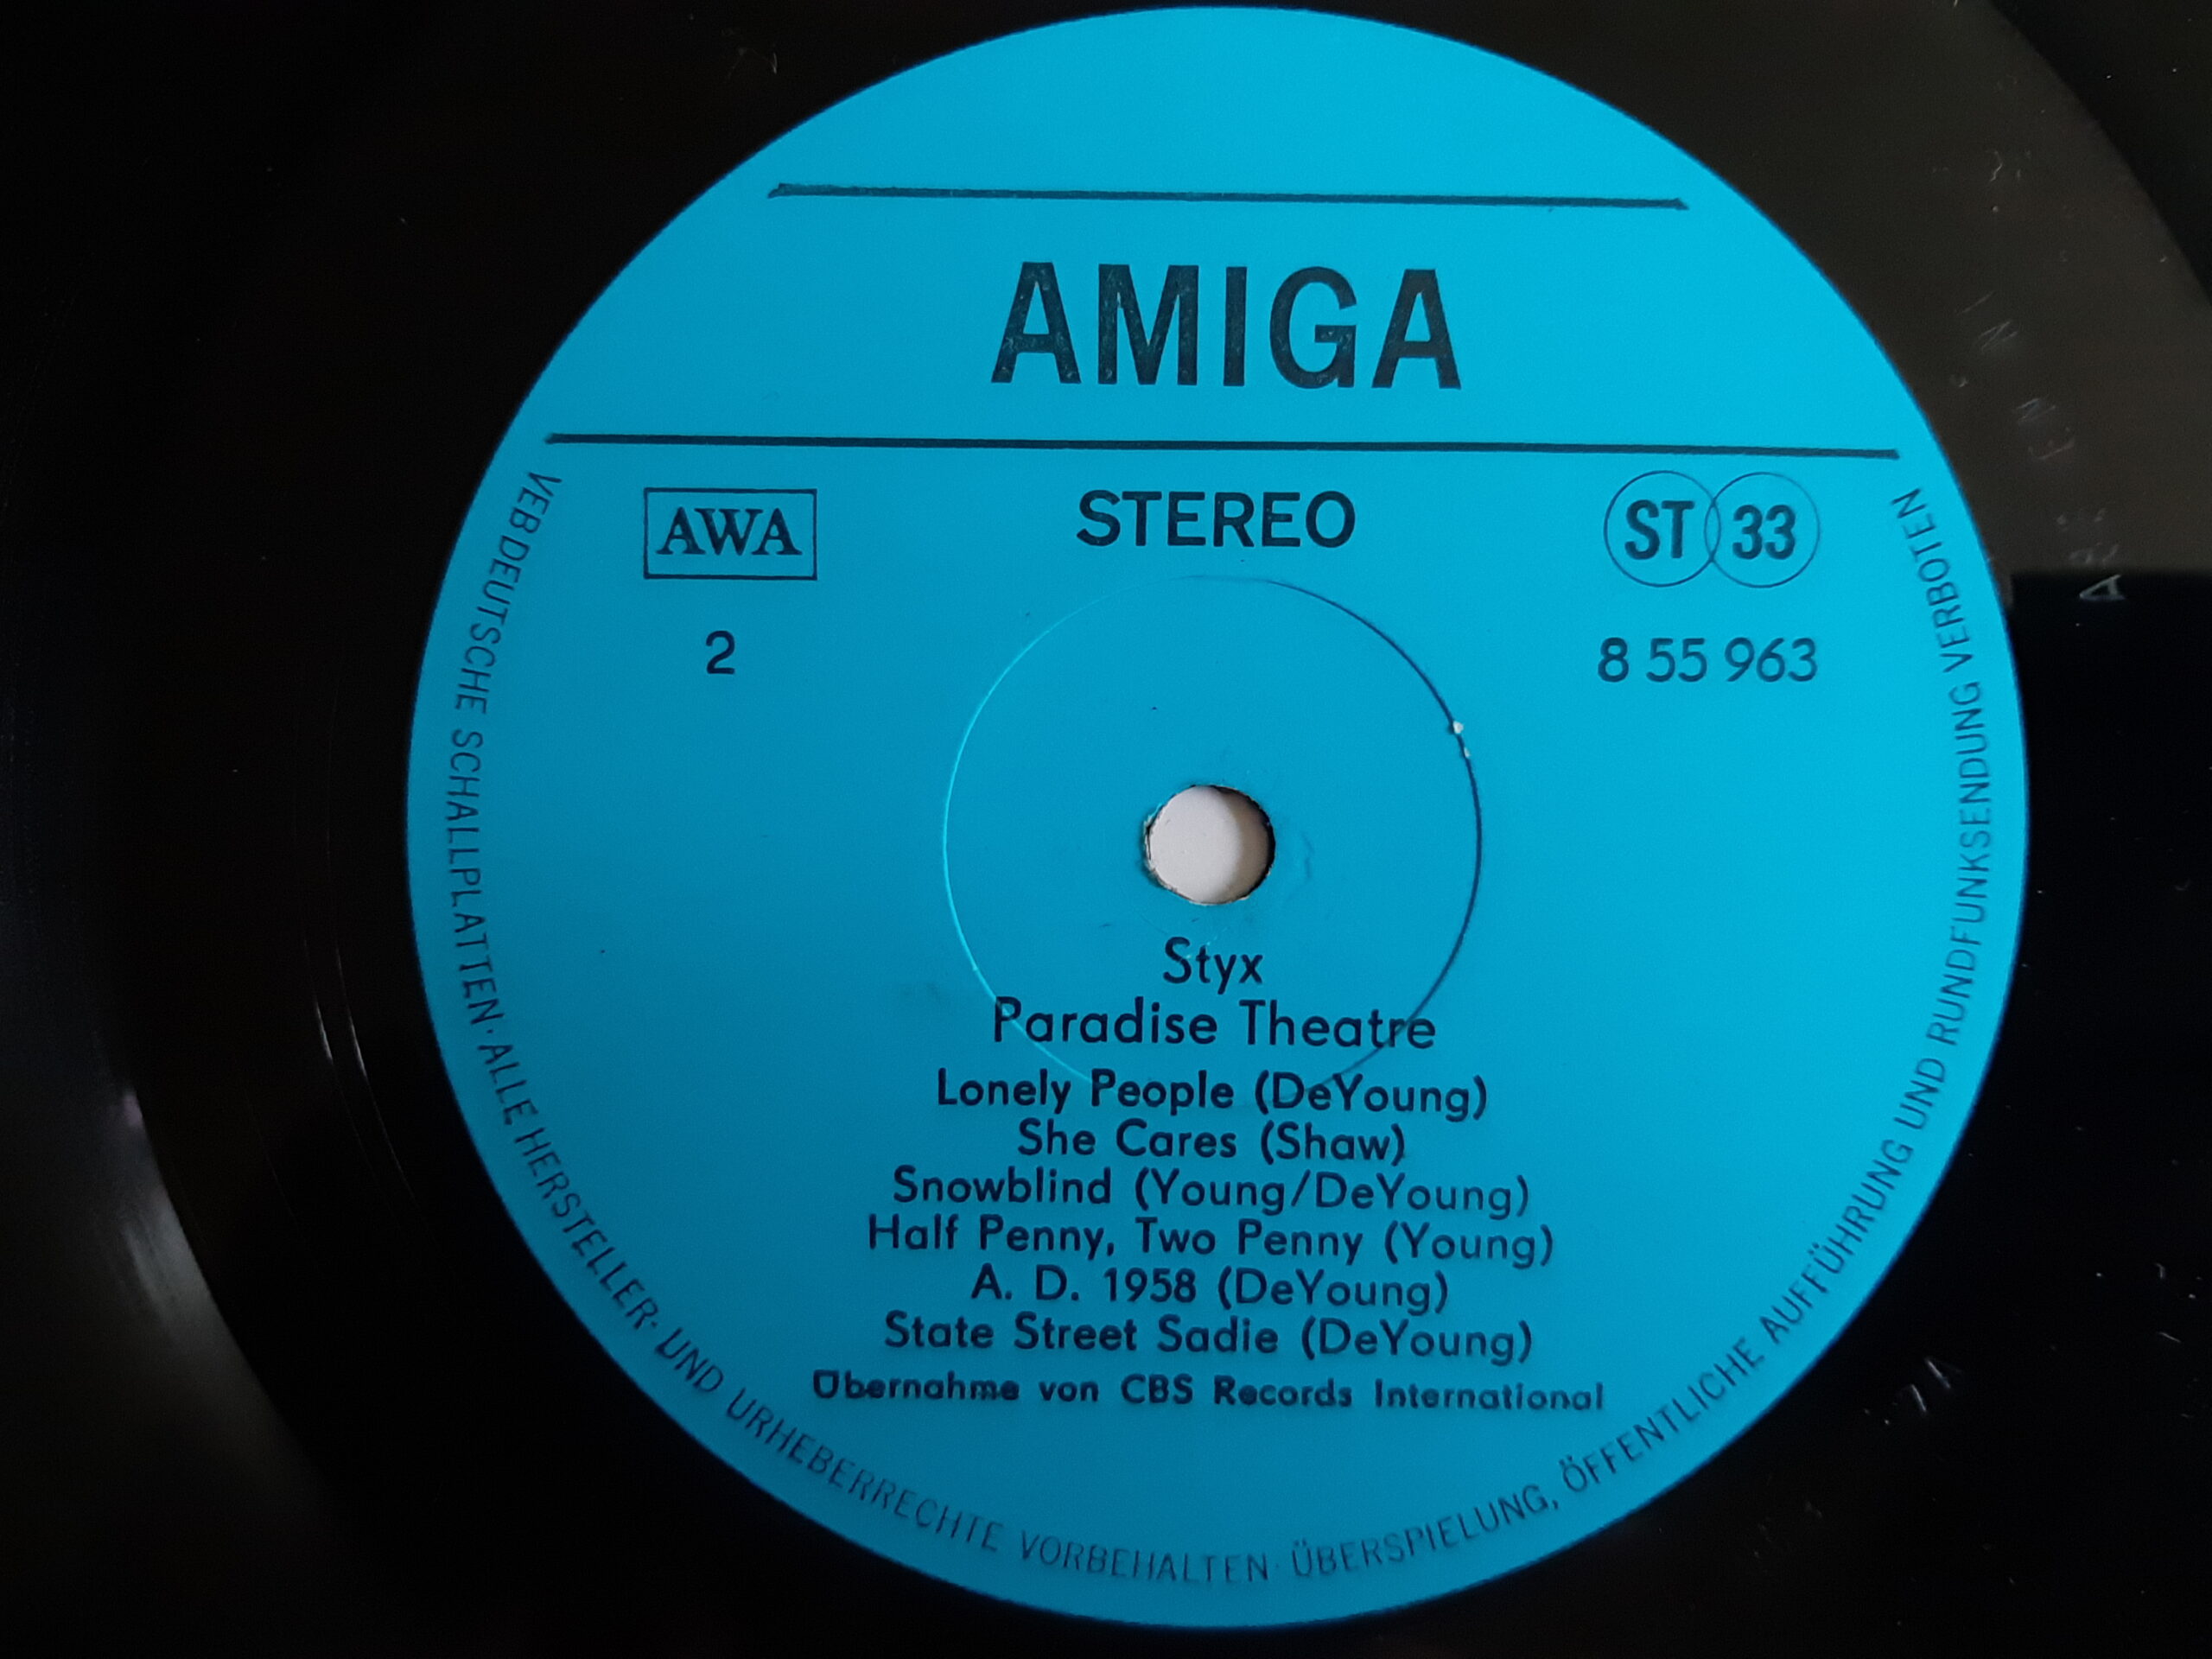 AMIGA
AWA
STEREO
ST 33
2
8 55 963
Styx
Paradise Theatre
Lonely People (DeYoung)
She Cares (Shaw)
Snowblind (Young/DeYoung)
Half Penny, Two Penny (Young)
A. D. 1958 (DeYoung)
State Street Sadie (DeYoung)
Übernahme von CBS Records International
VEB DEUTSCHE SCHALLPLATTEN · ALLE HERSTELLER- UND URHEBERRECHTE VORBEHALTEN · ÜBERSPIELUNG, ÖFFENTLICHE AUFFÜHRUNG UND RUNDFUNKSENDUNG VERBOTEN